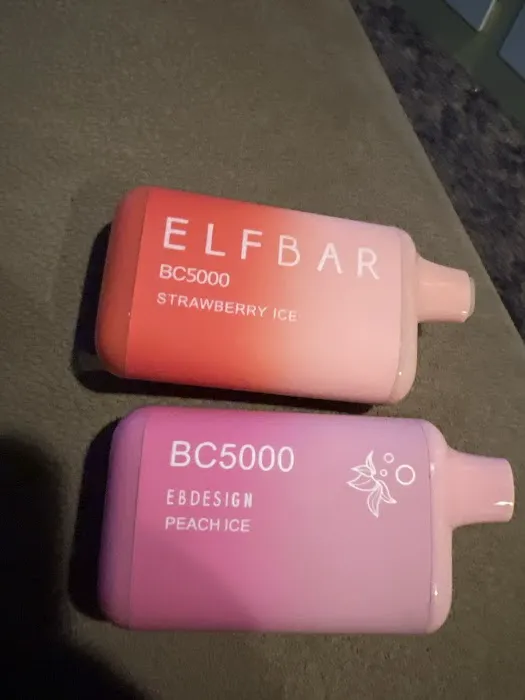 ELFBAR
BC5000
STRAWBERRY ICE
BC5000
EBDESIGN
PEACH ICE